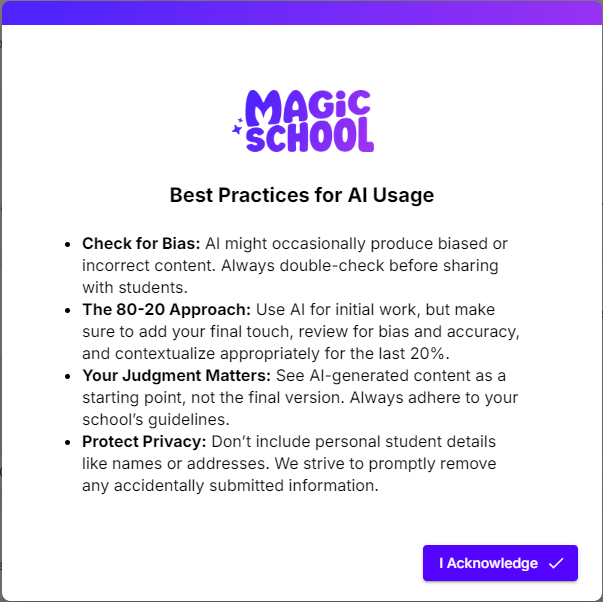 MAGiC
SCHOOL
Best Practices for AI Usage
• Check for Bias: AI might occasionally produce biased or
incorrect content. Always double-check before sharing
with students.
• The 80-20 Approach: Use AI for initial work, but make
sure to add your final touch, review for bias and accuracy,
and contextualize appropriately for the last 20%.
• Your Judgment Matters: See AI-generated content as a
starting point, not the final version. Always adhere to your
school’s guidelines.
• Protect Privacy: Don’t include personal student details
like names or addresses. We strive to promptly remove
any accidentally submitted information.
I Acknowledge